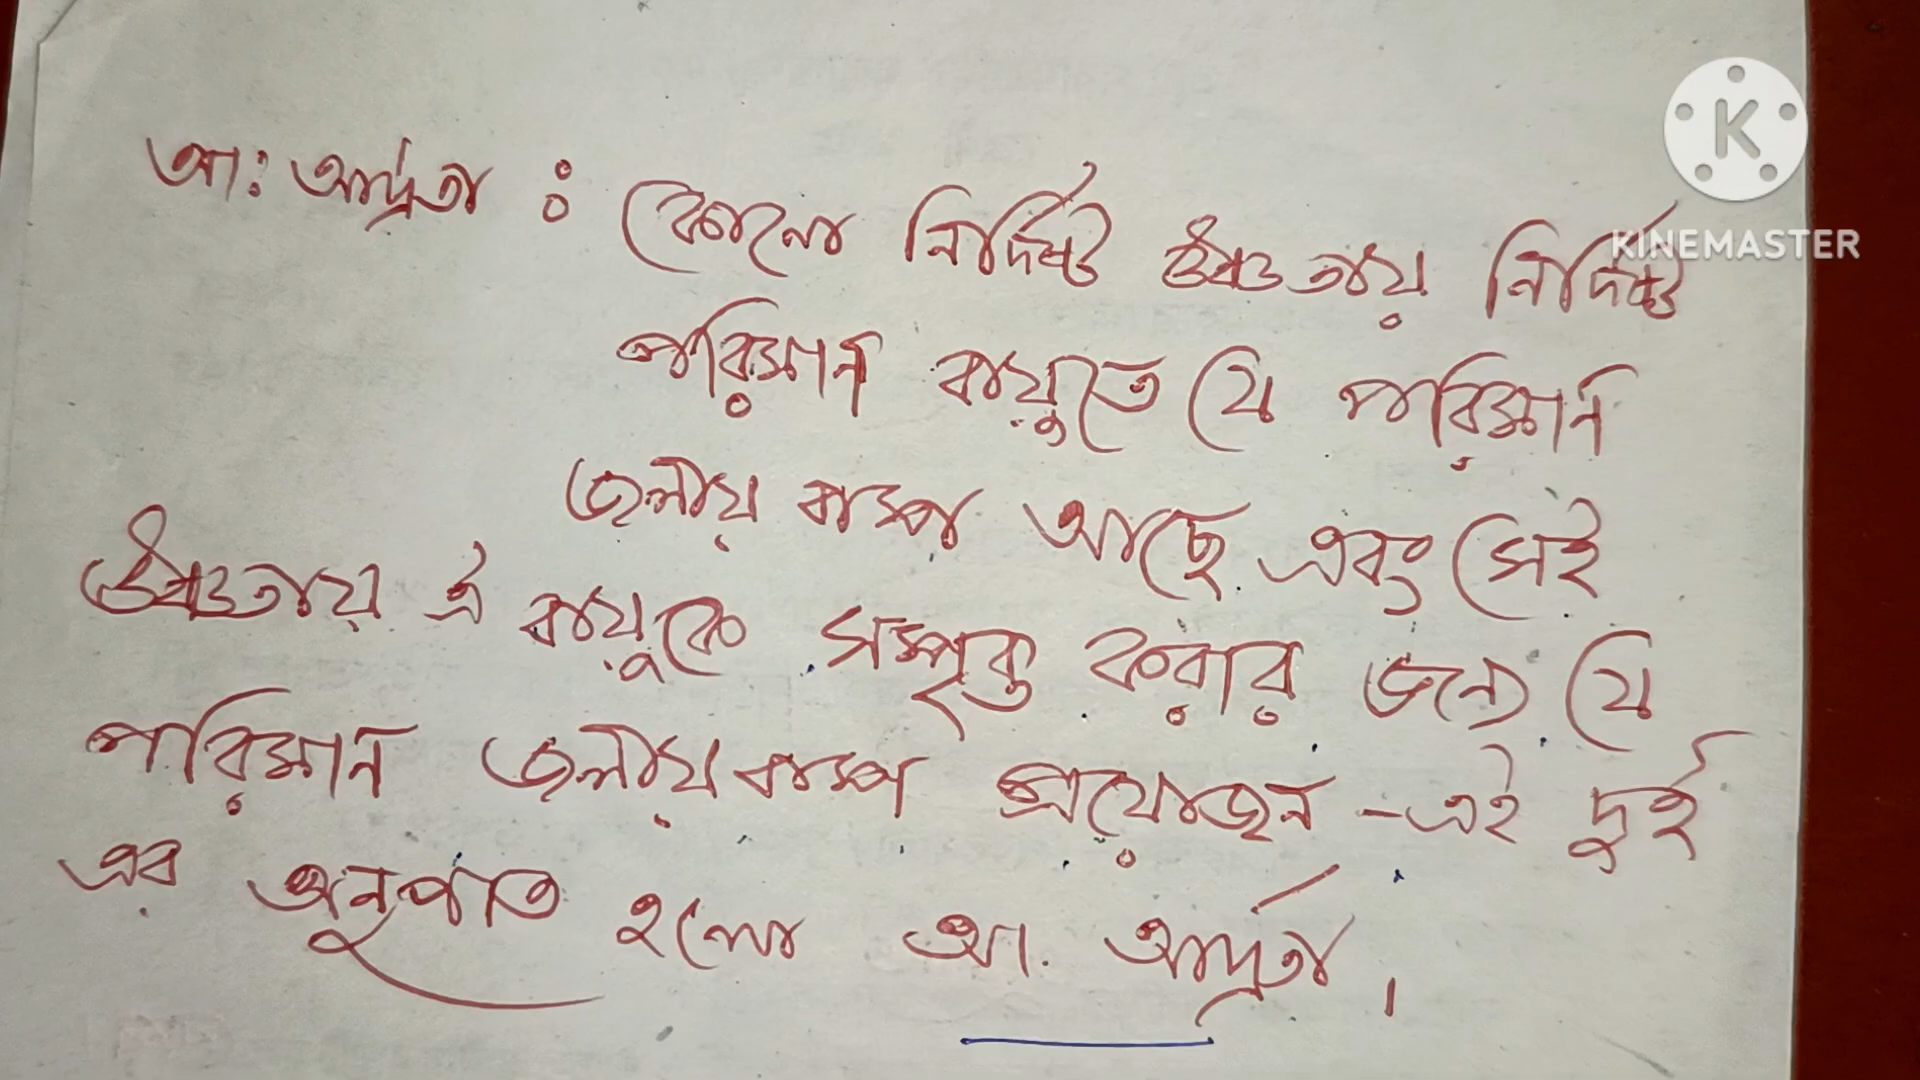 আ: আর্দ্রতা : কোনো নির্দিষ্ট উষ্ণতায় নির্দিষ্ট
পরিমান বায়ুতে যে পরিমান
জলীয় বাষ্প আছে এবং সেই
উষ্ণতায় ঐ বায়ুকে সম্পৃক্ত করার জন্যে যে
পরিমান জলীয় বাষ্প প্রয়োজন - এই দুই
এর অনুপাত হলো আ. আর্দ্রতা।
K
KINEMASTER